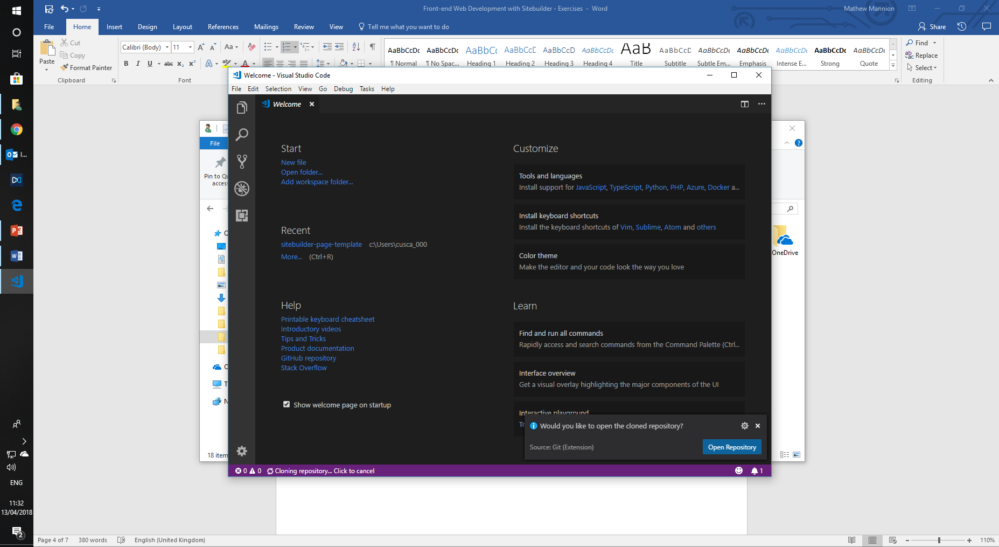 Front-end Web Development with Sitebuilder - Exercises - Word
Mathew Mannion
File Home Insert Design Layout References Mailings Review View Tell me what you want to do
Share
Paste
Cut
Copy
Format Painter
Clipboard
Calibri (Body) 11
Aa
B I U abc x₂ x²
Font
AaBbCcDc AaBbCcDc AaBbCc AaBbCcD AaBbCcD AaBbCcDc AaB AaBbCcD AaBbCcDc AaBbCcDc AaBbCcDc AaBbCcDc AaBbCcDc
¶ Normal ¶ No Spac... Heading 1 Heading 2 Heading 3 Heading 4 Title Subtitle Subtle Em... Emphasis Intense E... Strong Quote
Find
Replace
Select
Editing
Welcome - Visual Studio Code
File Edit Selection View Go Debug Tasks Help
Welcome
Start
New file
Open folder...
Add workspace folder...
Recent
sitebuilder-page-template c:\Users\cusca_000
More... (Ctrl+R)
Help
Printable keyboard cheatsheet
Introductory videos
Tips and Tricks
Product documentation
GitHub repository
Stack Overflow
Show welcome page on startup
Customize
Tools and languages
Install support for JavaScript, TypeScript, Python, PHP, Azure, Docker a...
Install keyboard shortcuts
Install the keyboard shortcuts of Vim, Sublime, Atom and others
Color theme
Make the editor and your code look the way you love
Learn
Find and run all commands
Rapidly access and search commands from the Command Palette (Ctrl...
Interface overview
Get a visual overlay highlighting the major components of the UI
Interactive playground
Tr
Would you like to open the cloned repository?
Source: Git (Extension)
Open Repository
0 0 Cloning repository... Click to cancel
1
File
Pin to Qu
access
18 item
OneDrive
I...
ENG
11:32
13/04/2018
2
Page 4 of 7 380 words English (United Kingdom)
110%